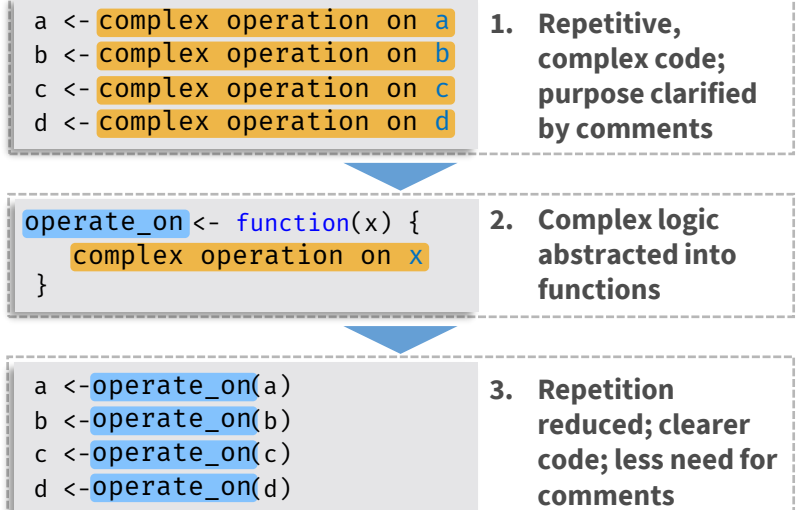 a <- complex operation on a
b <- complex operation on b
c <- complex operation on c
d <- complex operation on d
1. Repetitive,
complex code;
purpose clarified
by comments
operate_on <- function(x) {
complex operation on x
}
2. Complex logic
abstracted into
functions
a <-operate_on(a)
b <-operate_on(b)
c <-operate_on(c)
d <-operate_on(d)
3. Repetition
reduced; clearer
code; less need for
comments